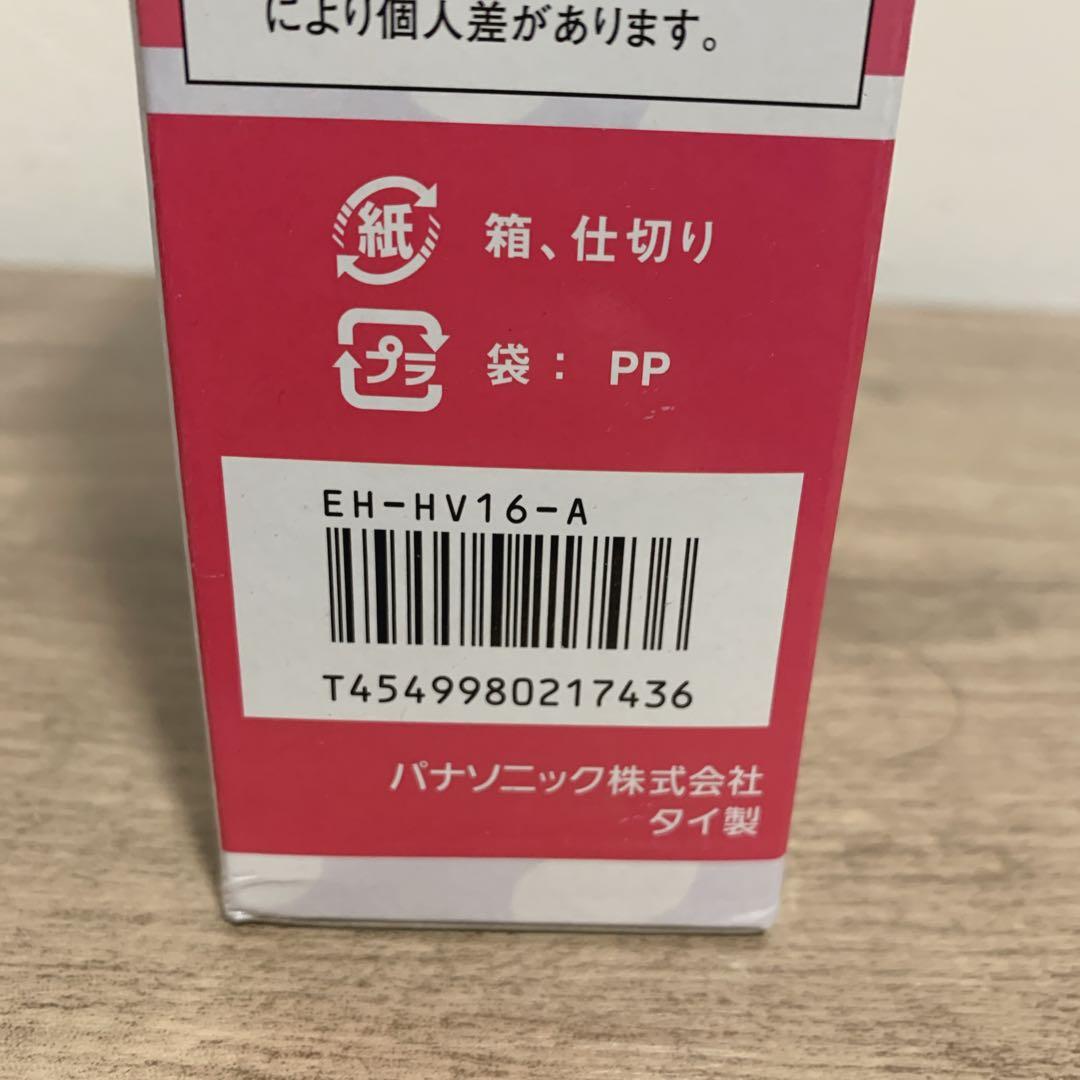 により個人差があります。
紙 箱、仕切り
プラ 袋： PP
EH-HV16-A
T4549980217436
パナソニック株式会社
タイ製